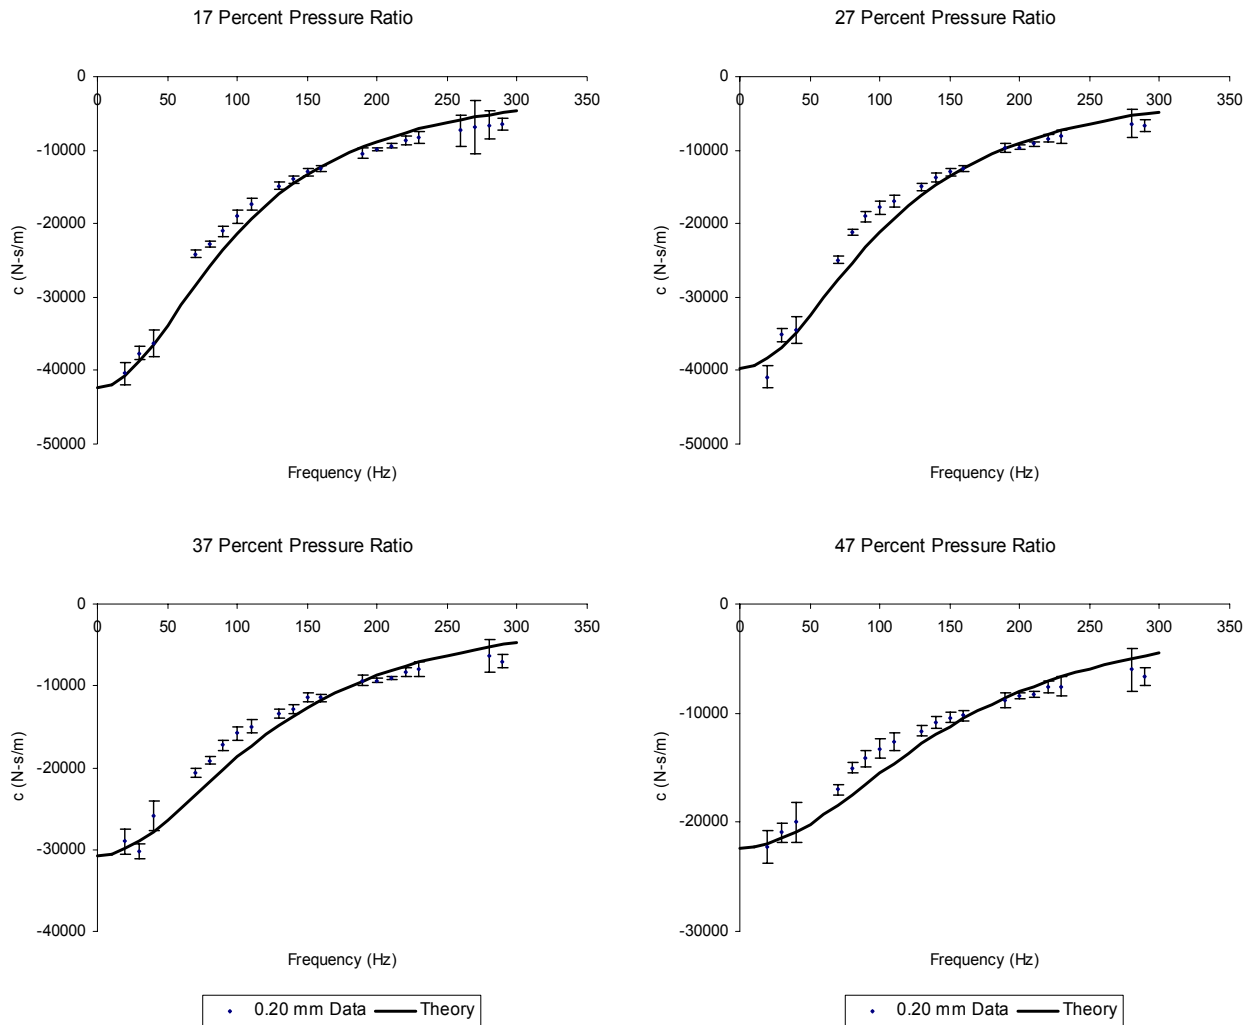 17 Percent Pressure Ratio
0
0 50 100 150 200 250 300 350
-10000
-20000
-30000
-40000
-50000
c (N-s/m)
Frequency (Hz)
27 Percent Pressure Ratio
0
0 50 100 150 200 250 300 350
-10000
-20000
-30000
-40000
-50000
c (N-s/m)
Frequency (Hz)
37 Percent Pressure Ratio
0
0 50 100 150 200 250 300 350
-10000
-20000
-30000
-40000
c (N-s/m)
Frequency (Hz)
0.20 mm Data Theory
47 Percent Pressure Ratio
0
0 50 100 150 200 250 300 350
-10000
-20000
-30000
c (N-s/m)
Frequency (Hz)
0.20 mm Data Theory